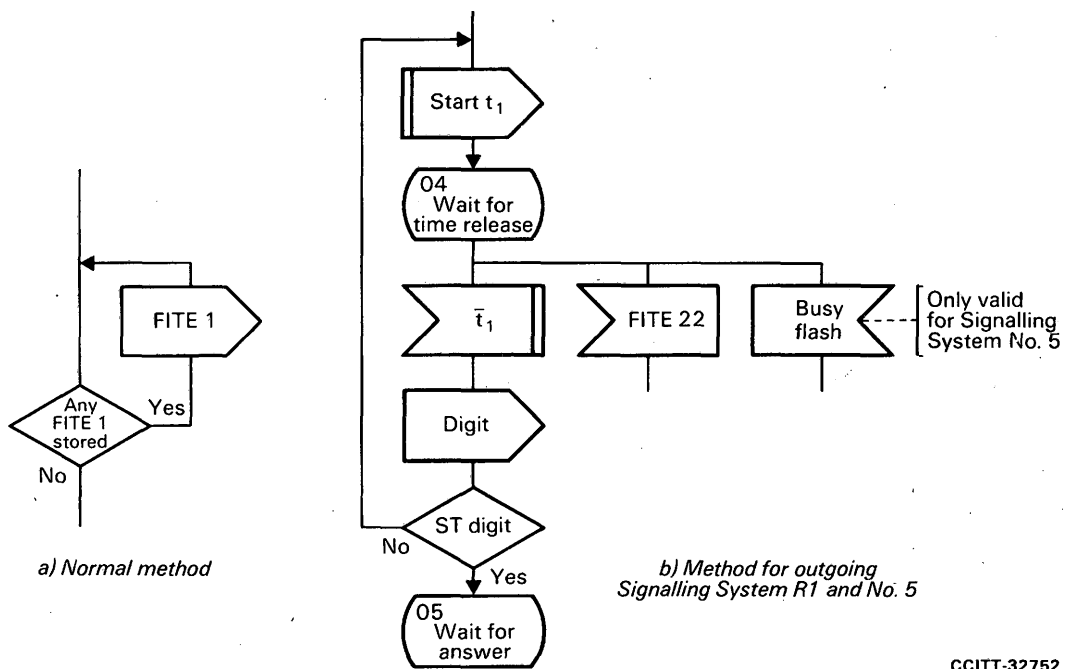 Start t1
04
Wait for
time release
FITE 1
t̅1
FITE 22
Busy
flash
Only valid
for Signalling
System No. 5
Any
FITE 1
stored
Yes
No
Digit
ST digit
No
Yes
a) Normal method
b) Method for outgoing
Signalling System R1 and No. 5
05
Wait for
answer
CCITT-32752